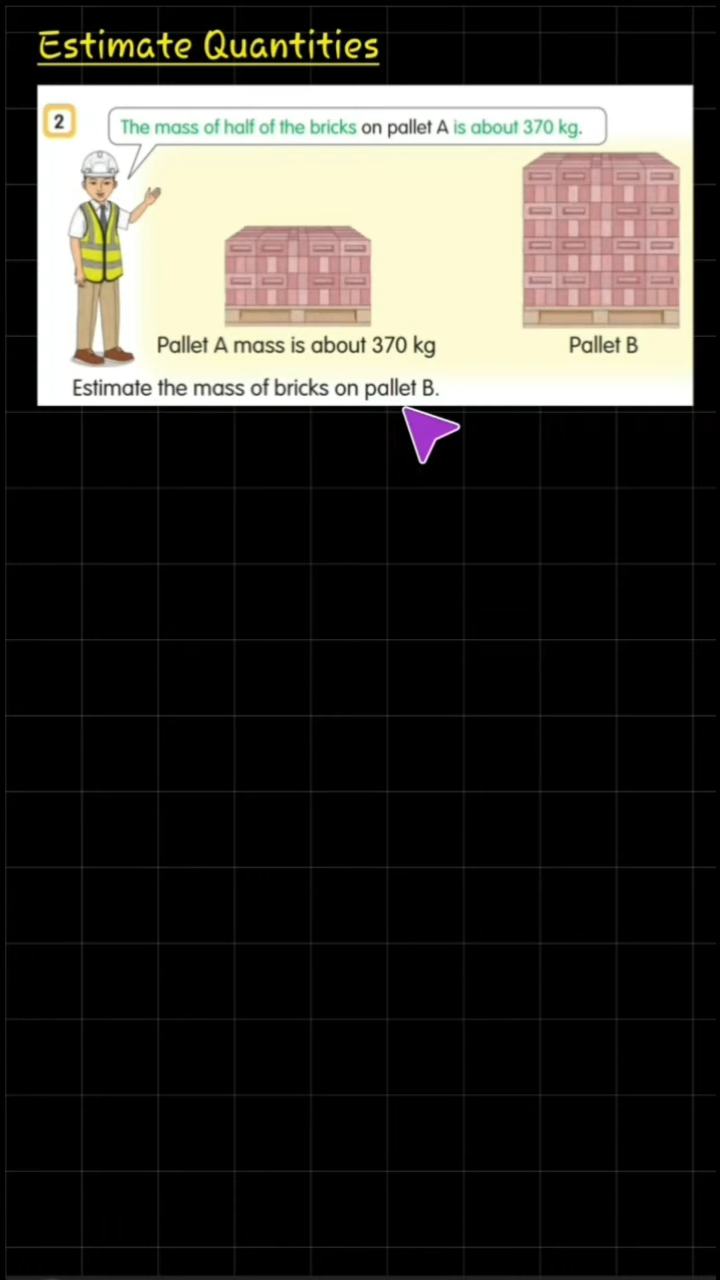 Estimate Quantities
2
The mass of half of the bricks on pallet A is about 370 kg.
Pallet A mass is about 370 kg
Pallet B
Estimate the mass of bricks on pallet B.